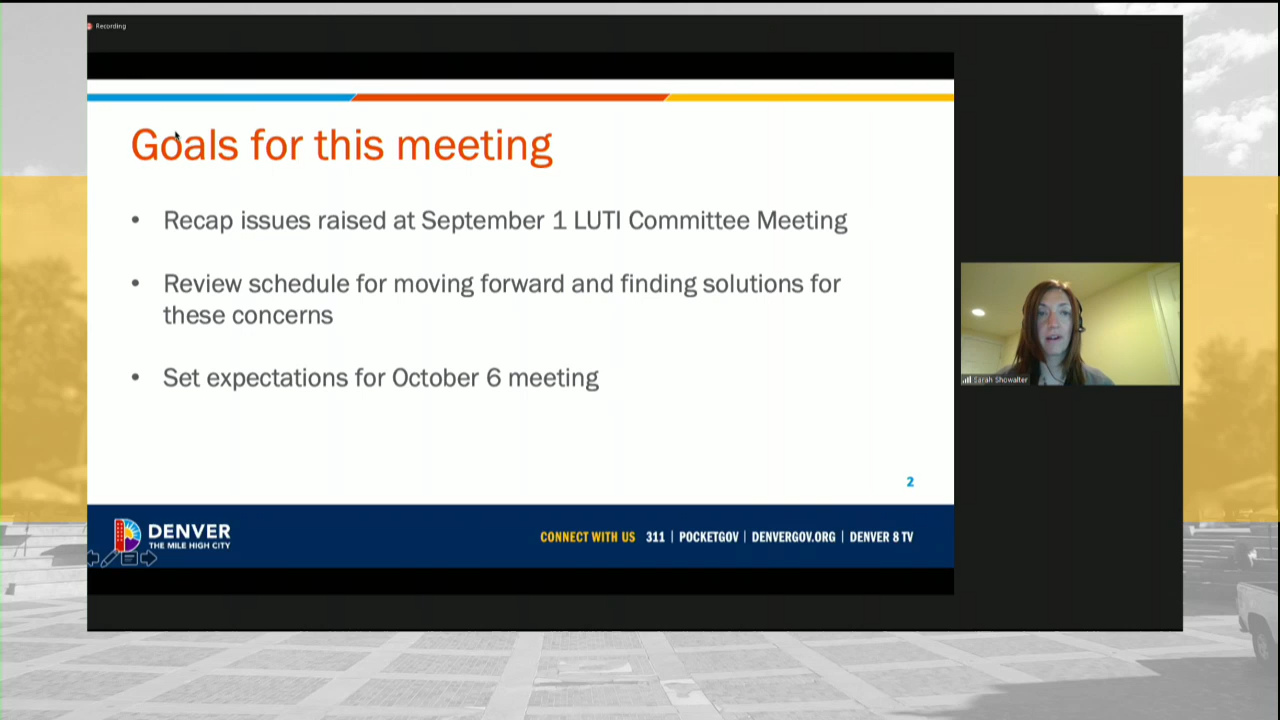 Recording
Goals for this meeting
• Recap issues raised at September 1 LUTI Committee Meeting
• Review schedule for moving forward and finding solutions for
these concerns
• Set expectations for October 6 meeting
Sarah Showalter
2
DENVER
THE MILE HIGH CITY
CONNECT WITH US 311 | POCKETGOV | DENVERGOV.ORG | DENVER 8 TV